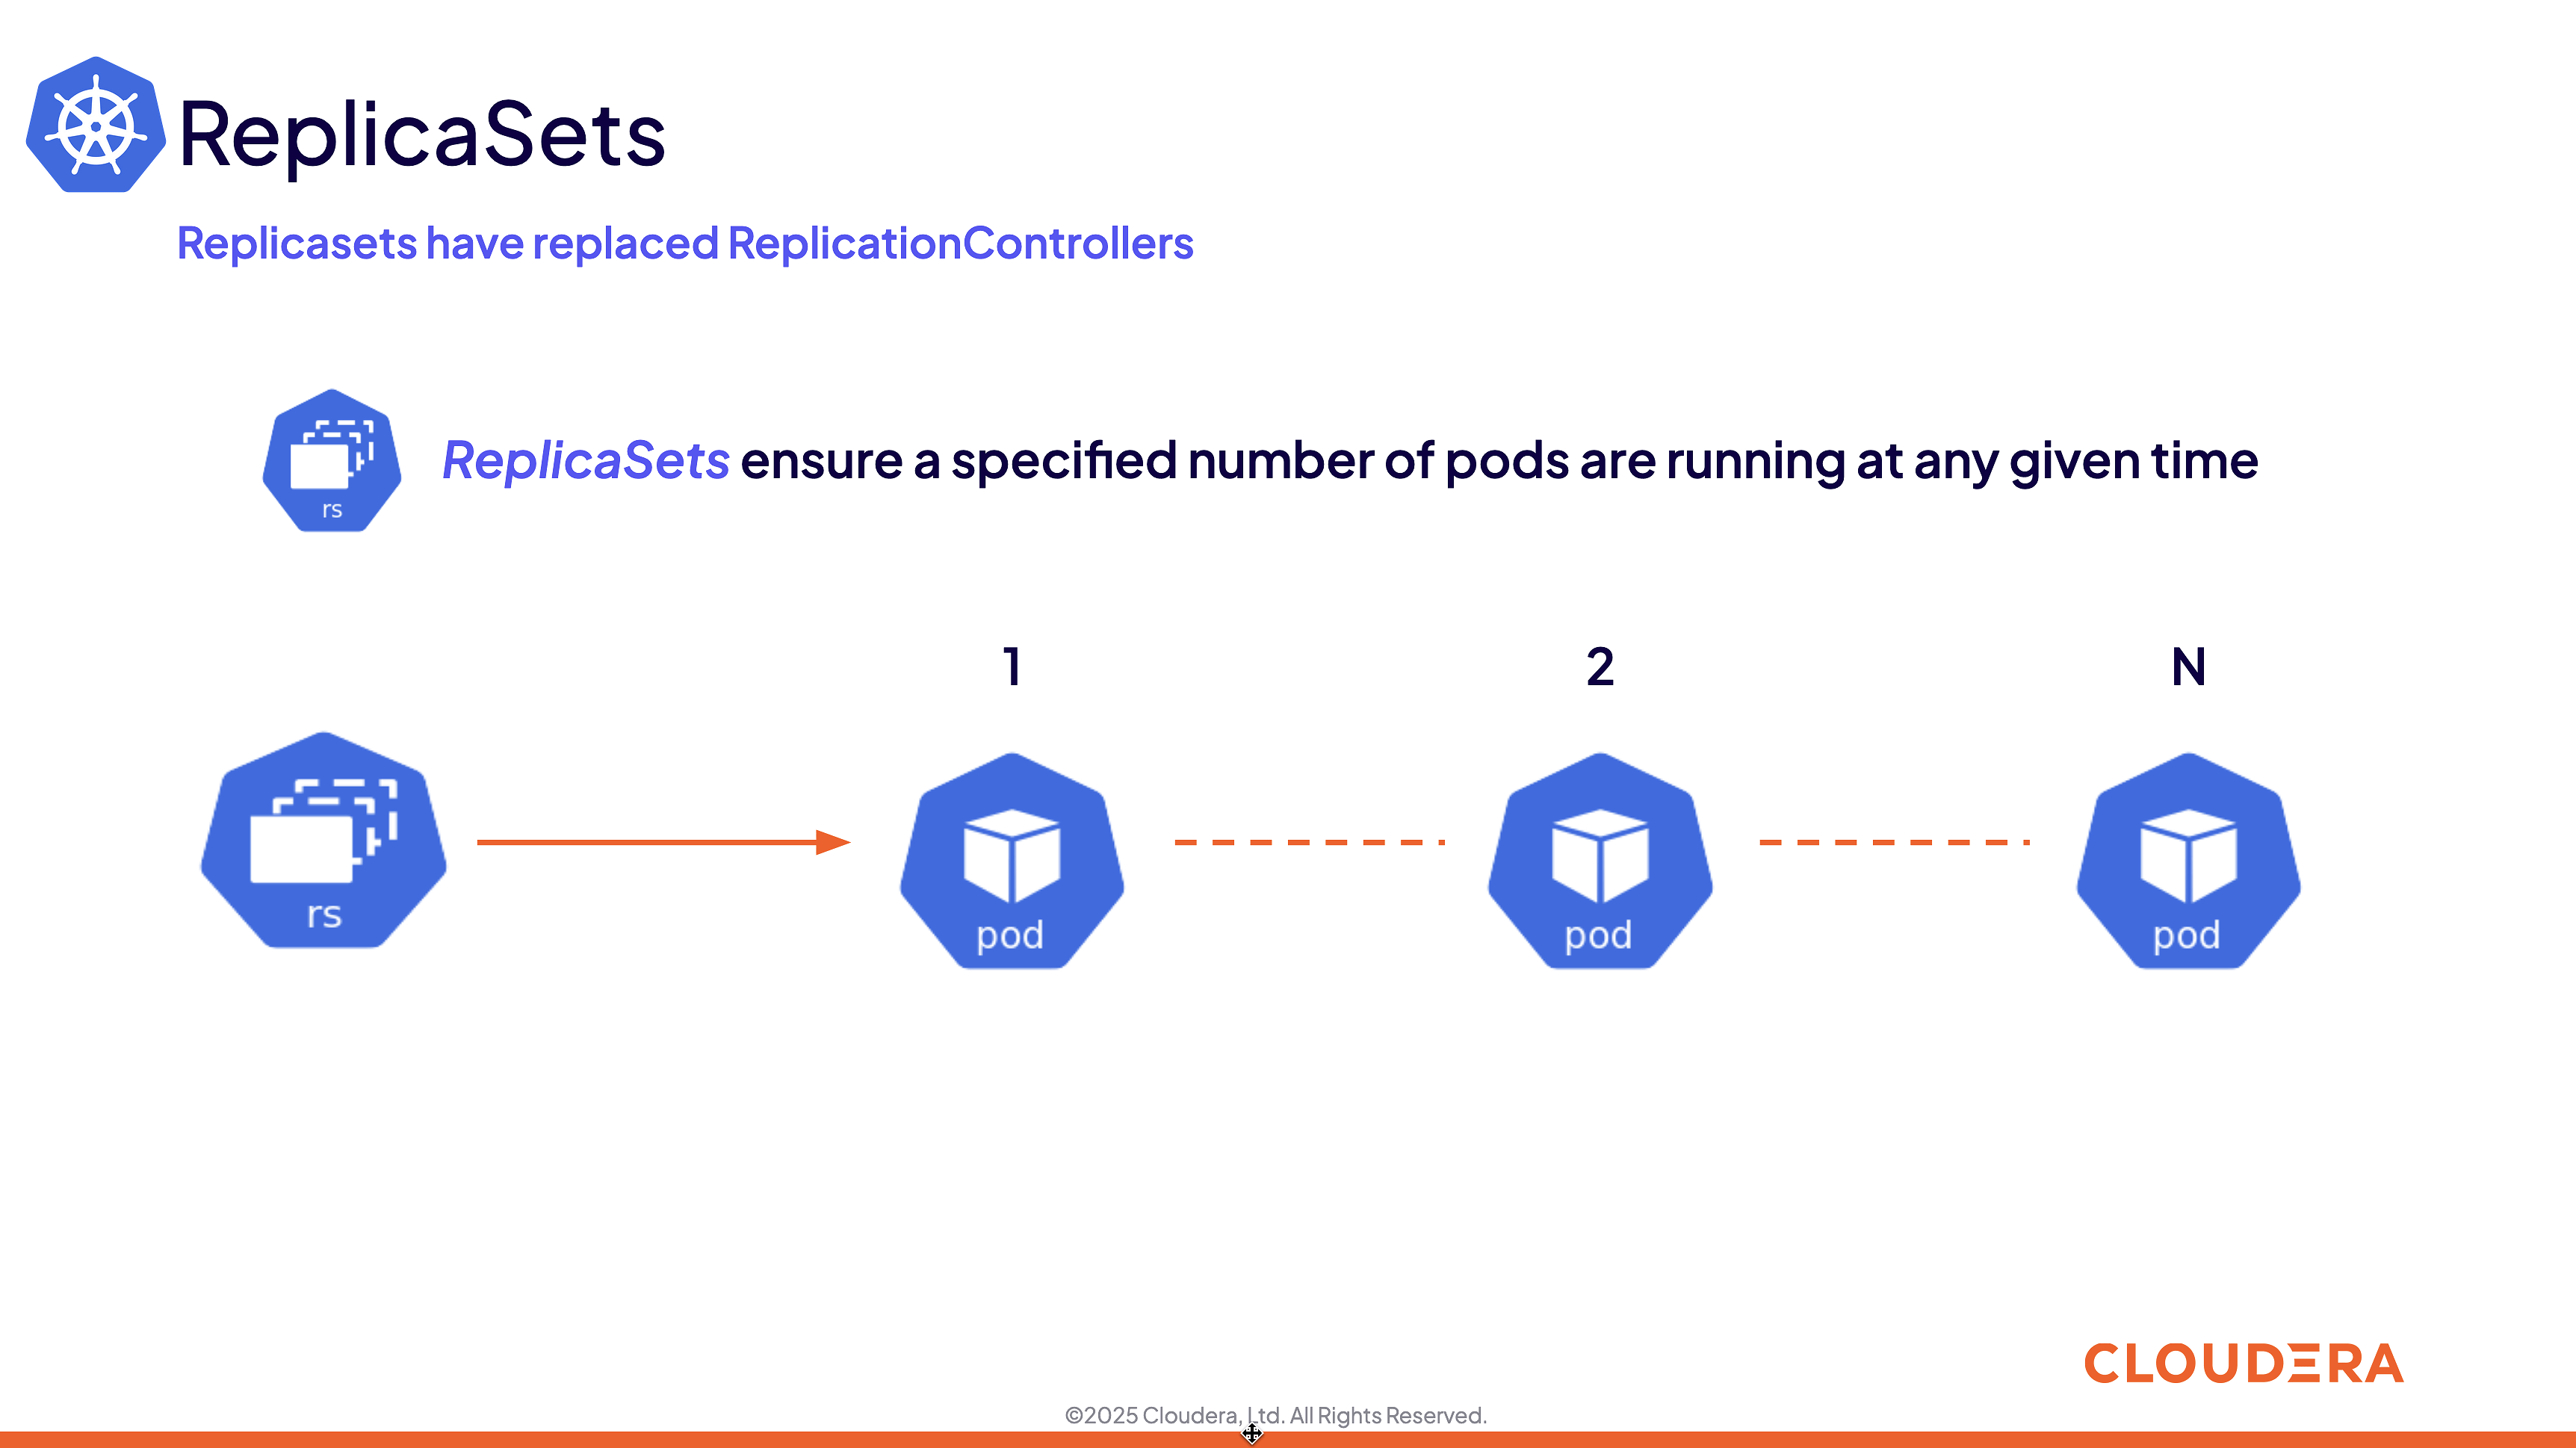 ReplicaSets
Replicasets have replaced ReplicationControllers
rs
ReplicaSets ensure a specified number of pods are running at any given time
1
2
N
rs
pod
pod
pod
CLOUDERA
©2025 Cloudera, Ltd. All Rights Reserved.